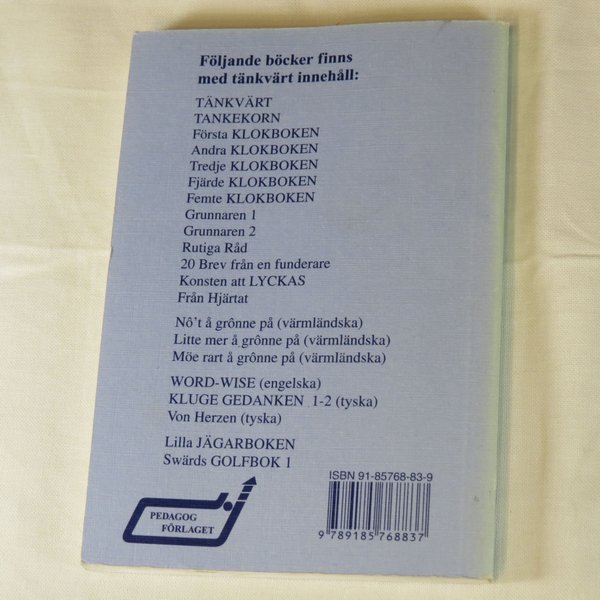 Följande böcker finns
med tänkvärt innehåll:
TÄNKVÄRT
TANKEKORN
Första KLOKBOKEN
Andra KLOKBOKEN
Tredje KLOKBOKEN
Fjärde KLOKBOKEN
Femte KLOKBOKEN
Grunnaren 1
Grunnaren 2
Rutiga Råd
20 Brev från en funderare
Konsten att LYCKAS
Från Hjärtat
Nô't å grônne på (värmländska)
Litte mer å grônne på (värmländska)
Möe rart å grônne på (värmländska)
WORD-WISE (engelska)
KLUGE GEDANKEN 1-2 (tyska)
Von Herzen (tyska)
Lilla JÄGARBOKEN
Swärds GOLFBOK 1
ISBN 91-85768-83-9
9 789185 768837
PEDAGOG
FÖRLAGET